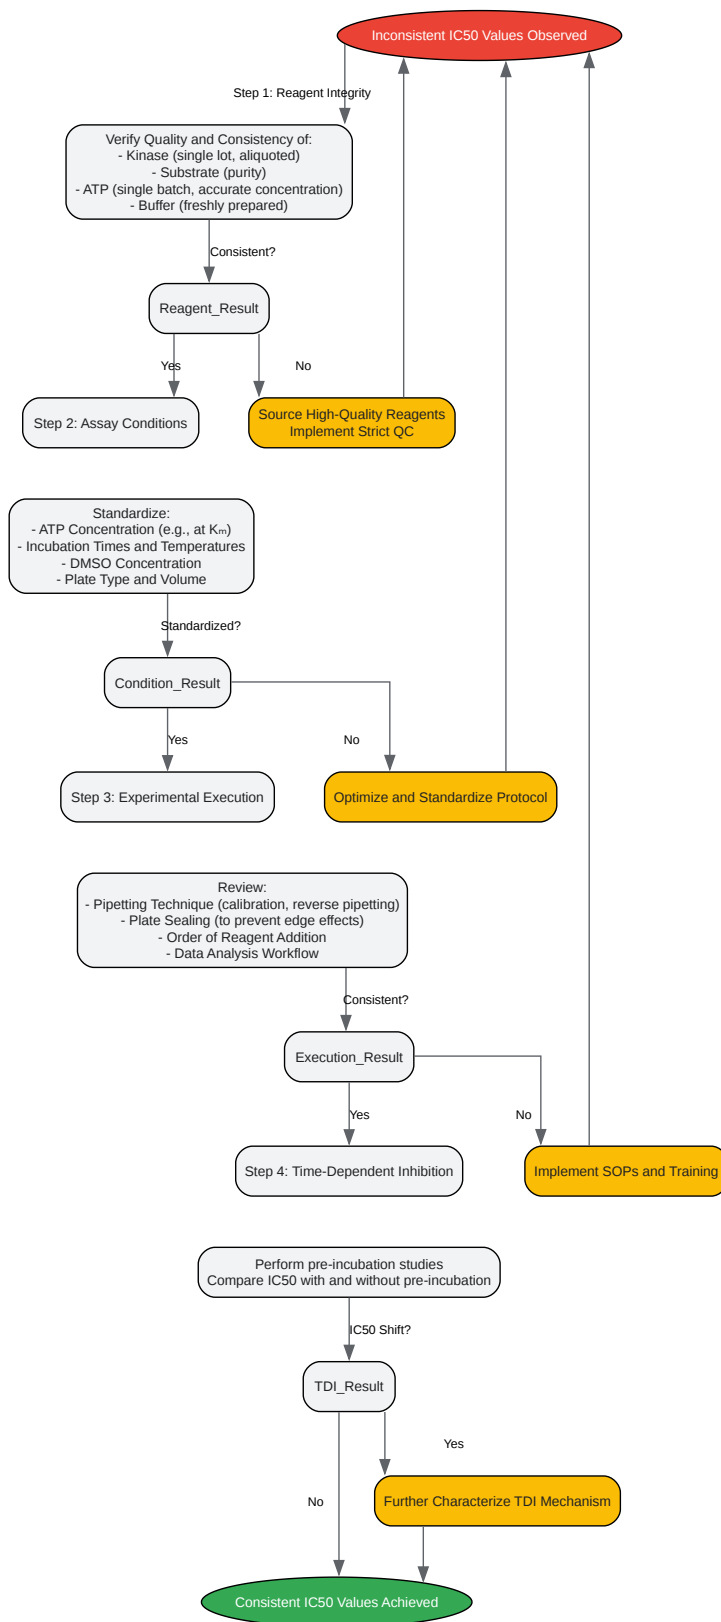 Inconsistent IC50 Values Observed
Step 1: Reagent Integrity
Verify Quality and Consistency of:
- Kinase (single lot, aliquoted)
- Substrate (purity)
- ATP (single batch, accurate concentration)
- Buffer (freshly prepared)
Consistent?
Reagent_Result
Yes
No
Step 2: Assay Conditions
Source High-Quality Reagents
Implement Strict QC
Standardize:
- ATP Concentration (e.g., at Kₘ)
- Incubation Times and Temperatures
- DMSO Concentration
- Plate Type and Volume
Standardized?
Condition_Result
Yes
No
Step 3: Experimental Execution
Optimize and Standardize Protocol
Review:
- Pipetting Technique (calibration, reverse pipetting)
- Plate Sealing (to prevent edge effects)
- Order of Reagent Addition
- Data Analysis Workflow
Consistent?
Execution_Result
Yes
No
Step 4: Time-Dependent Inhibition
Implement SOPs and Training
Perform pre-incubation studies
Compare IC50 with and without pre-incubation
IC50 Shift?
TDI_Result
Yes
Further Characterize TDI Mechanism
No
Consistent IC50 Values Achieved